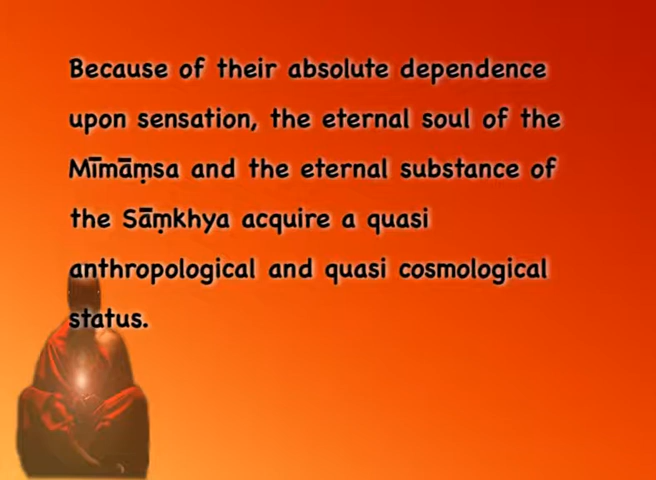 Because of their absolute dependence
upon sensation, the eternal soul of the
Mīmāṃsa and the eternal substance of
the Sāṃkhya acquire a quasi
anthropological and quasi cosmological
status.